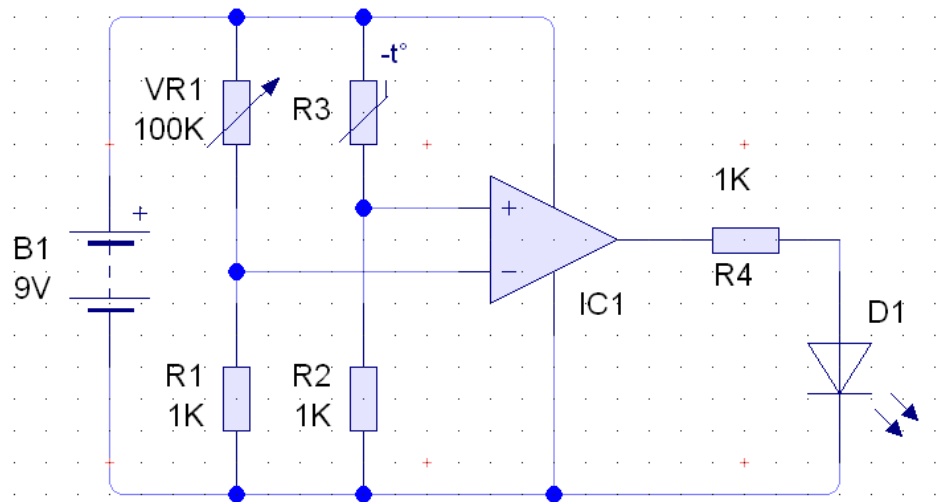 -t°
VR1
100K
R3
1K
+
+
B1
9V
−
R4
IC1
D1
R1
1K
R2
1K